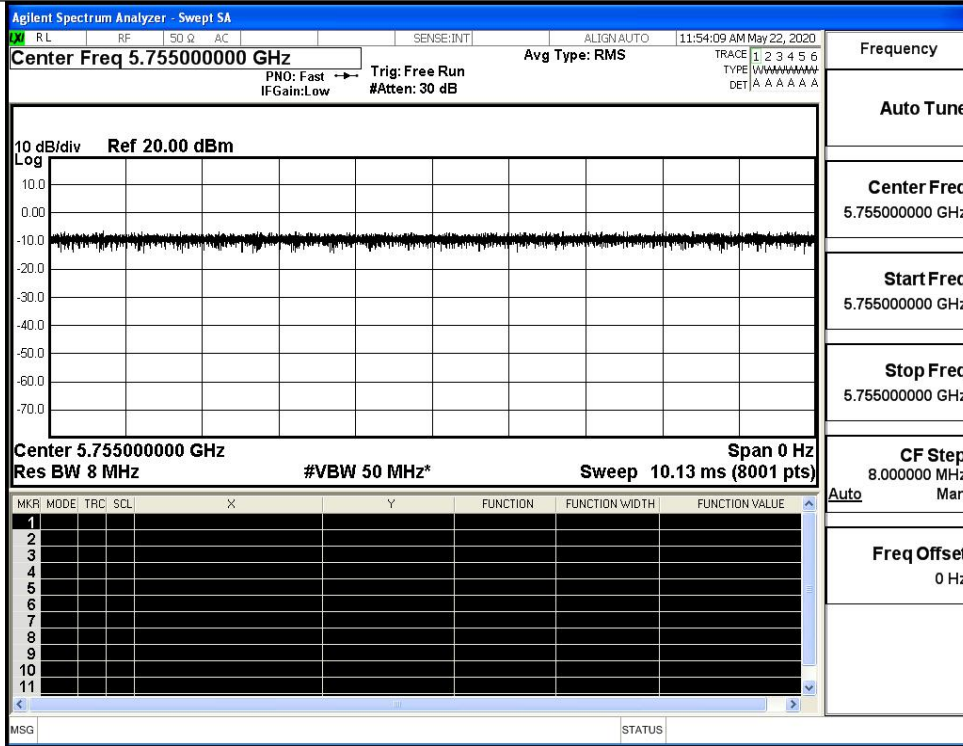 Agilent Spectrum Analyzer - Swept SA
LXI RL RF 50 Ω AC SENSE:INT ALIGNAUTO 11:54:09 AM May 22, 2020
Center Freq 5.755000000 GHz Avg Type: RMS TRACE 1 2 3 4 5 6
PNO: Fast Trig: Free Run TYPE WWWWWW
IFGain:Low #Atten: 30 dB DET A A A A A A
10 dB/div Ref 20.00 dBm
Log
10.0
0.00
-10.0
-20.0
-30.0
-40.0
-50.0
-60.0
-70.0
Center 5.755000000 GHz Span 0 Hz
Res BW 8 MHz #VBW 50 MHz* Sweep 10.13 ms (8001 pts)
MKR MODE TRC SCL X Y FUNCTION FUNCTION WIDTH FUNCTION VALUE
1
2
3
4
5
6
7
8
9
10
11
MSG STATUS
Frequency
Auto Tune
Center Freq
5.755000000 GHz
Start Freq
5.755000000 GHz
Stop Freq
5.755000000 GHz
CF Step
8.000000 MHz
Auto Man
Freq Offset
0 Hz